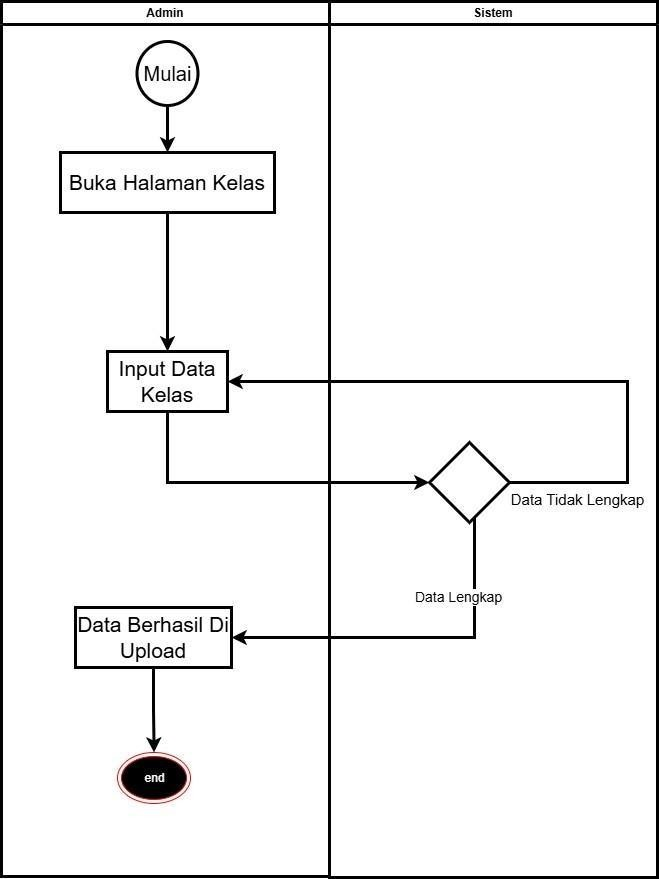 Admin
Sistem
Mulai
Buka Halaman Kelas
Input Data
Kelas
Data Tidak Lengkap
Data Lengkap
Data Berhasil Di
Upload
end